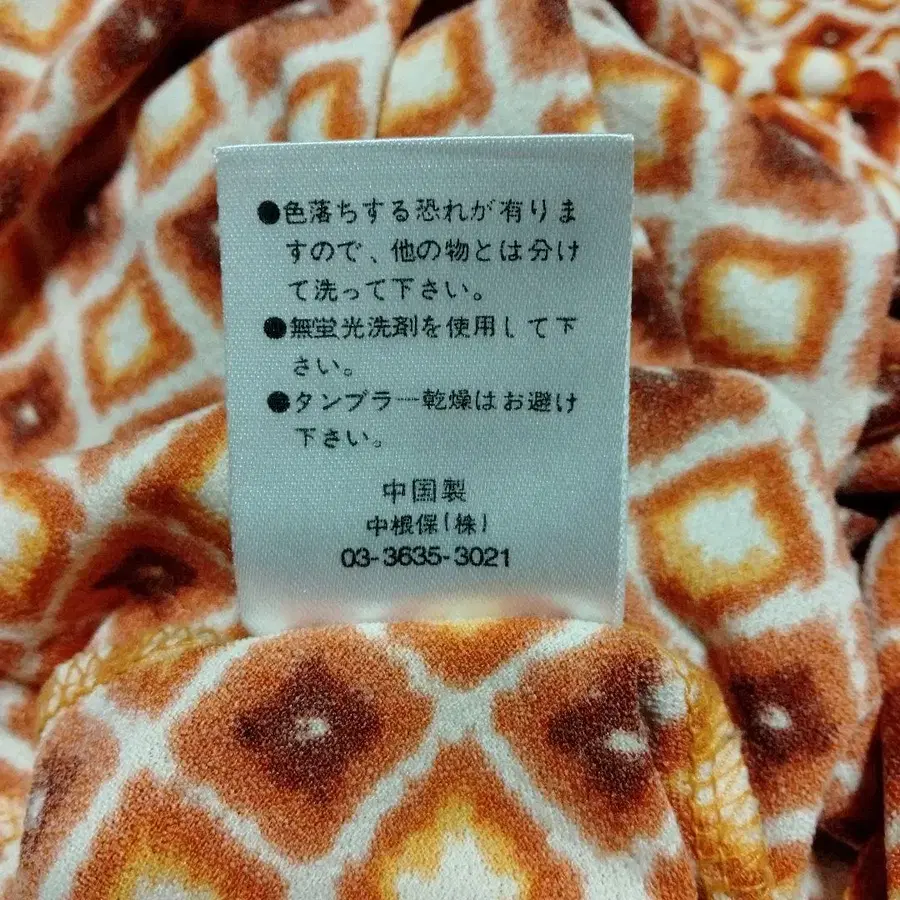 ●色落ちする恐れが有りま
すので、他の物とは分け
て洗って下さい。
●無蛍光洗剤を使用して下
さい。
●タンブラー乾燥はお避け
下さい。
中国製
中根保(株)
03-3635-3021